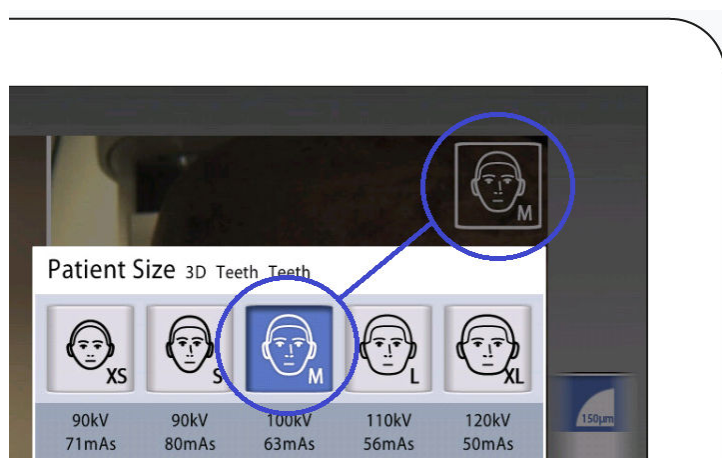 M
Patient Size 3D Teeth Teeth
XS S M L XL
90kV 90kV 100kV 110kV 120kV
71mAs 80mAs 63mAs 56mAs 50mAs
150µm